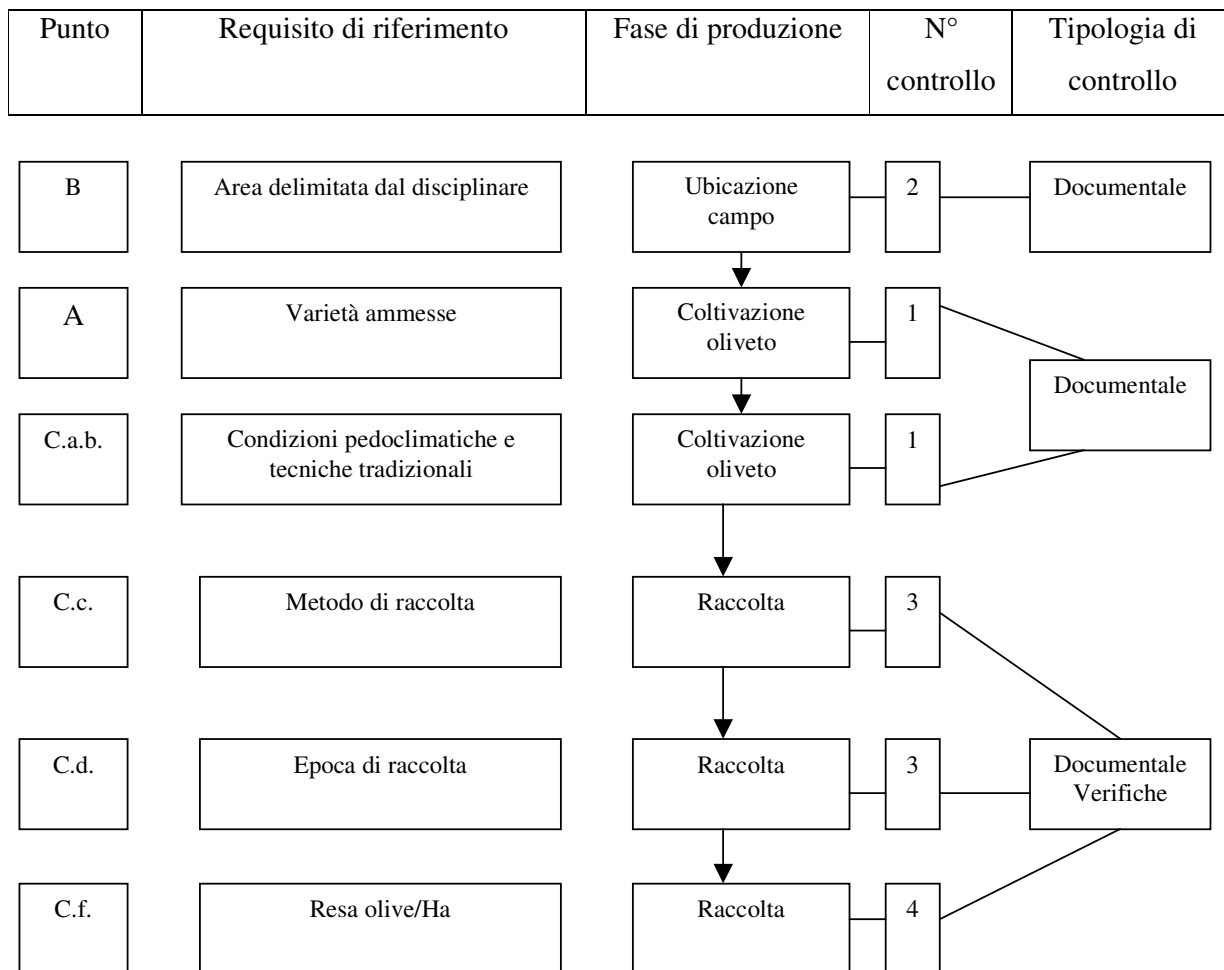 Punto Requisito di riferimento Fase di produzione N° Tipologia di
controllo controllo
B Area delimitata dal disciplinare Ubicazione 2 Documentale
campo
A Varietà ammesse Coltivazione 1
oliveto
Documentale
C.a.b. Condizioni pedoclimatiche e Coltivazione 1
tecniche tradizionali oliveto
C.c. Metodo di raccolta Raccolta 3
C.d. Epoca di raccolta Raccolta 3 Documentale
Verifiche
C.f. Resa olive/Ha Raccolta 4